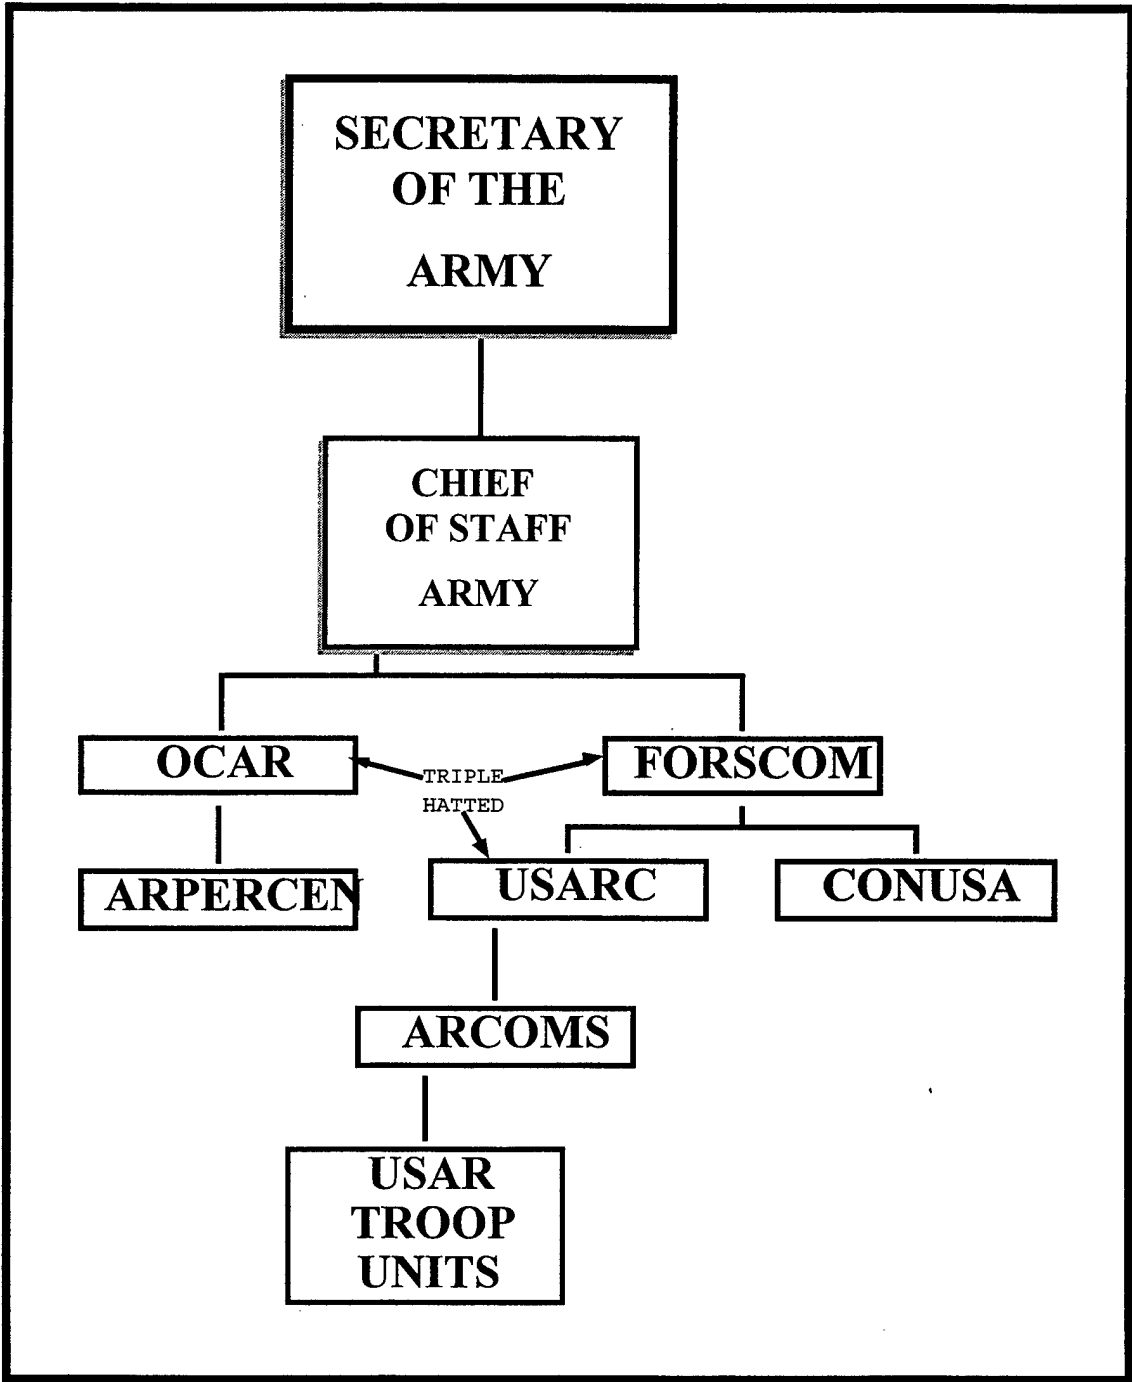 SECRETARY
OF THE
ARMY
CHIEF
OF STAFF
ARMY
OCAR
TRIPLE
HATTED
FORSCOM
ARPERCEN
USARC
CONUSA
ARCOMS
USAR
TROOP
UNITS